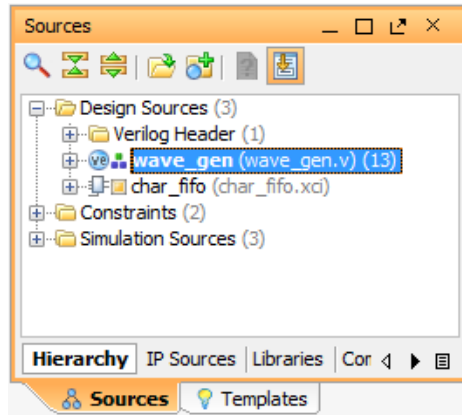 Sources
Design Sources (3)
Verilog Header (1)
ve wave_gen (wave_gen.v) (13)
char_fifo (char_fifo.xci)
Constraints (2)
Simulation Sources (3)
Hierarchy IP Sources Libraries Cor
Sources Templates